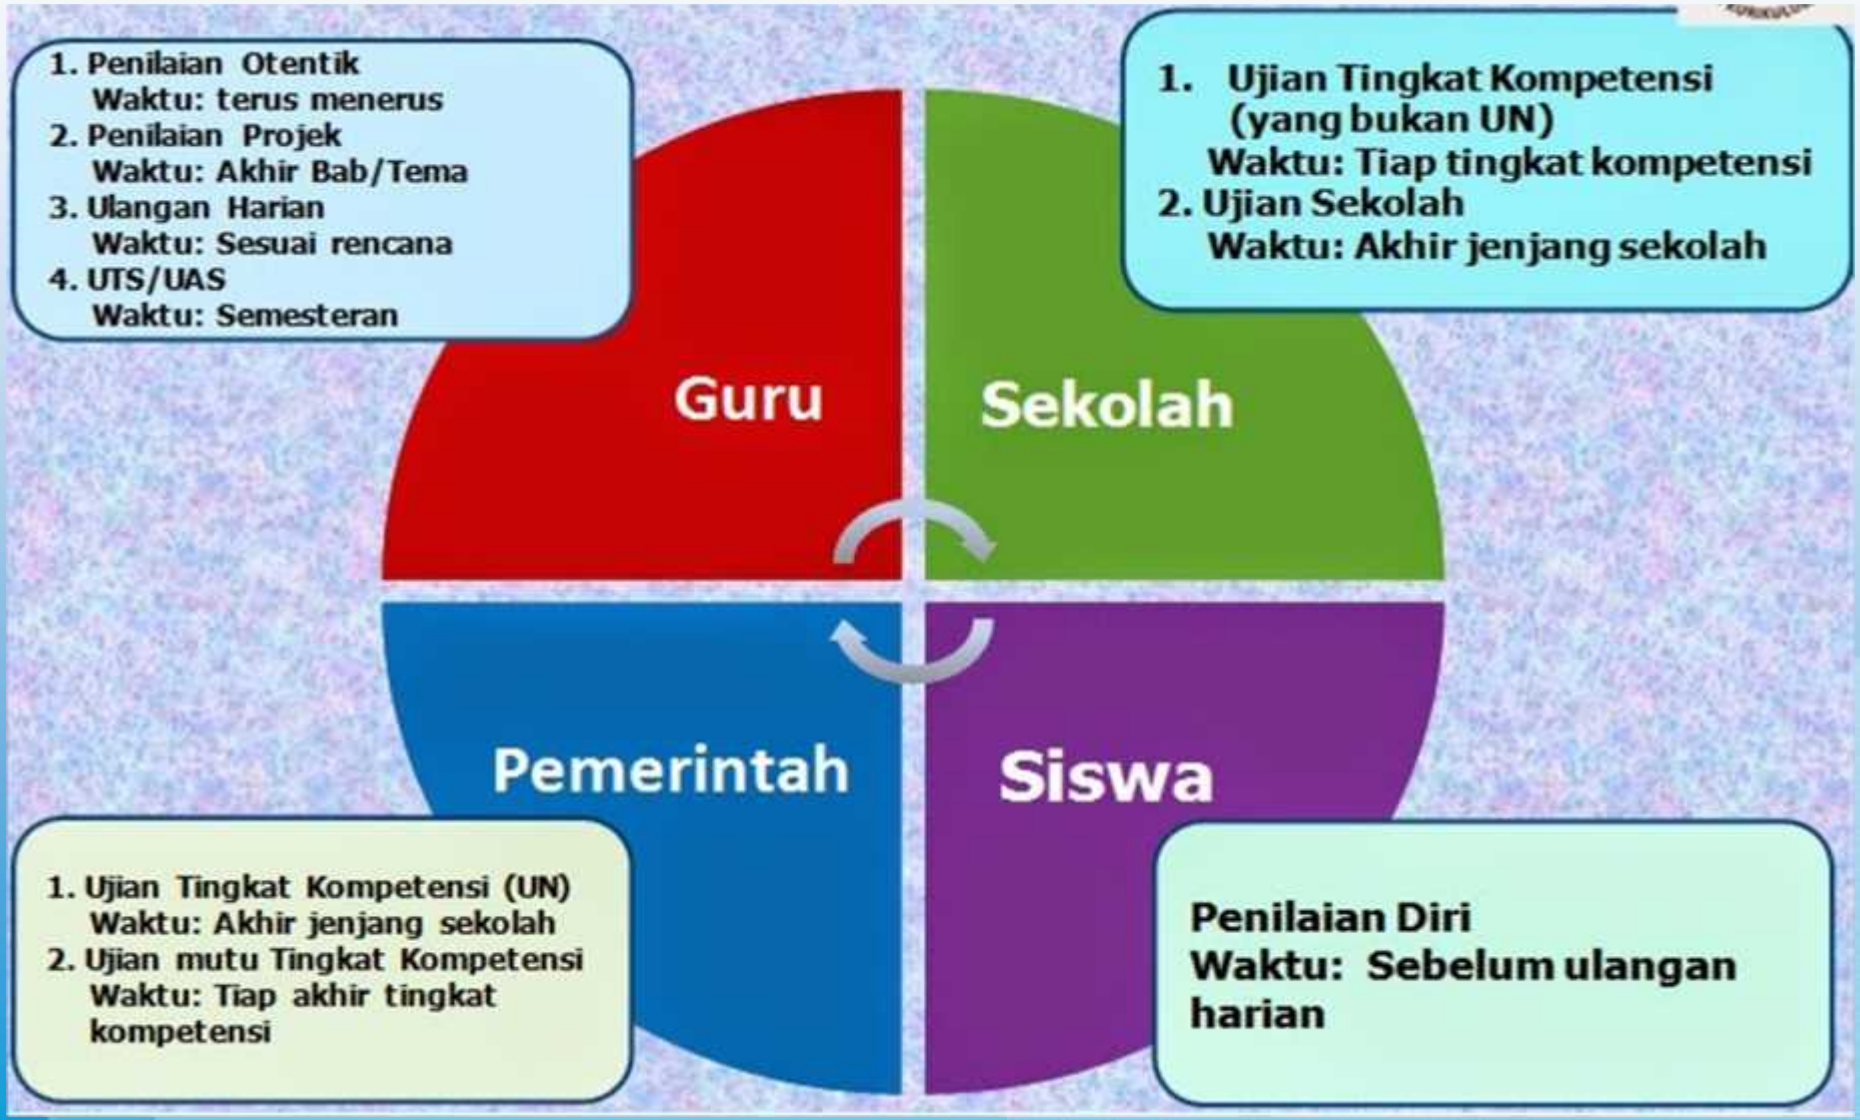 1. Penilaian Otentik
Waktu: terus menerus
2. Penilaian Projek
Waktu: Akhir Bab/Tema
3. Ulangan Harian
Waktu: Sesuai rencana
4. UTS/UAS
Waktu: Semesteran
1. Ujian Tingkat Kompetensi
(yang bukan UN)
Waktu: Tiap tingkat kompetensi
2. Ujian Sekolah
Waktu: Akhir jenjang sekolah
Guru
Sekolah
Pemerintah
Siswa
1. Ujian Tingkat Kompetensi (UN)
Waktu: Akhir jenjang sekolah
2. Ujian mutu Tingkat Kompetensi
Waktu: Tiap akhir tingkat
kompetensi
Penilaian Diri
Waktu: Sebelum ulangan
harian